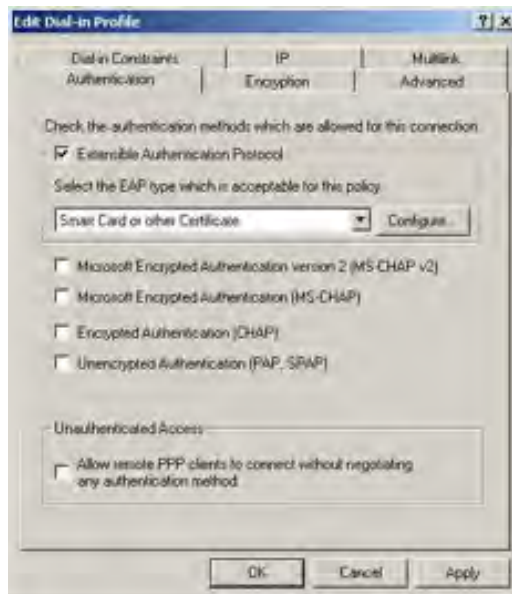 Edit Dial-in Profile
Dial-in Constraints IP Multilink
Authentication Encryption Advanced
Check the authentication methods which are allowed for this connection
Extensible Authentication Protocol
Select the EAP type which is acceptable for this policy
Smart Card or other Certificate Configure...
Microsoft Encrypted Authentication version 2 (MS-CHAP v2)
Microsoft Encrypted Authentication (MS-CHAP)
Encrypted Authentication (CHAP)
Unencrypted Authentication (PAP, SPAP)
Unauthenticated Access
Allow remote PPP clients to connect without negotiating
any authentication method
OK Cancel Apply